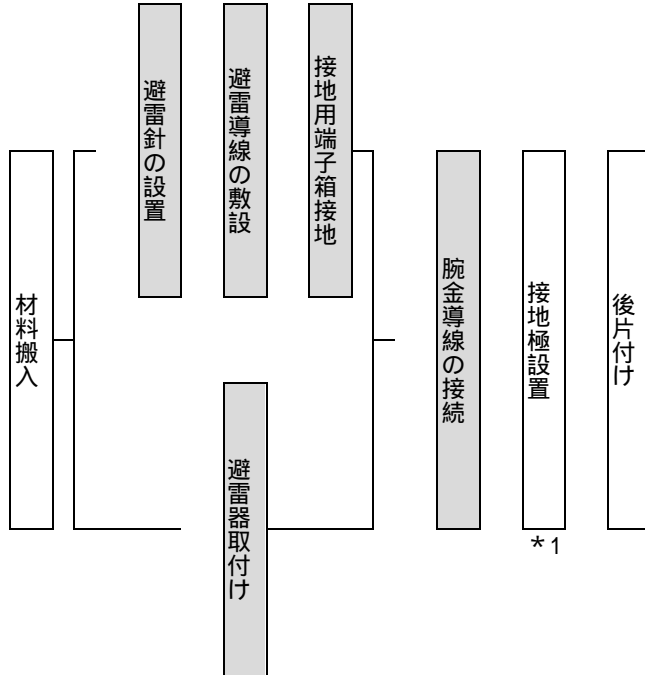 材料搬入
避雷針の設置
避雷導線の敷設
接地用端子箱接地
避雷器取付け
腕金導線の接続
接地極設置
*1
後片付け